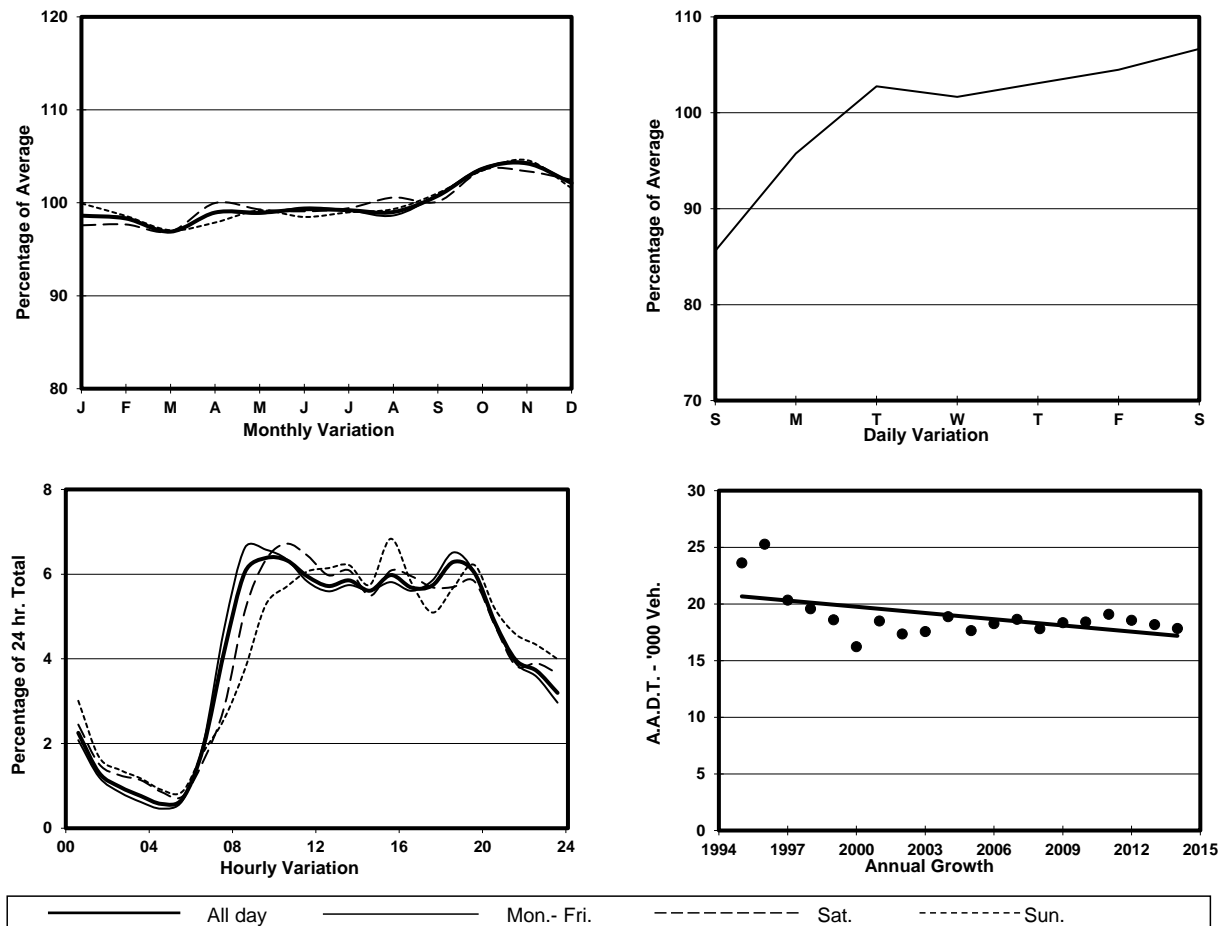 120
110
100
90
80
Percentage of Average
J F M A M J J A S O N D
Monthly Variation
110
100
90
80
70
Percentage of Average
S M T W T F S
Daily Variation
8
6
4
2
0
Percentage of 24 hr. Total
00 04 08 12 16 20 24
Hourly Variation
30
25
20
15
10
5
0
A.A.D.T. - '000 Veh.
1994 1997 2000 2003 2006 2009 2012 2015
Annual Growth
All day Mon.- Fri. Sat. Sun.